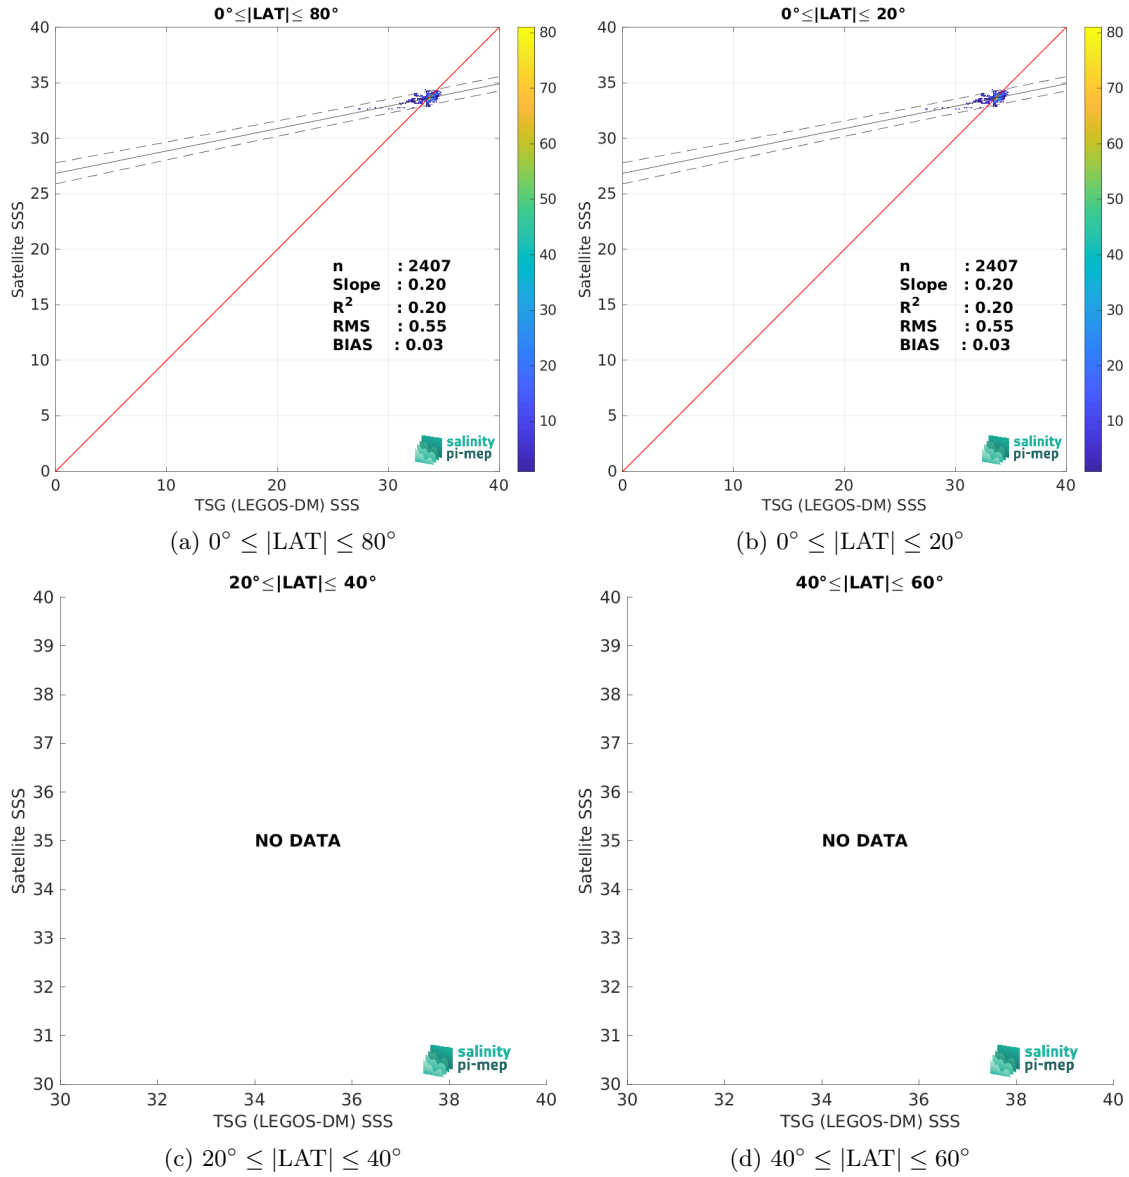 0°≤|LAT|≤ 80°
40
35
30
25
20
15
10
5
0
Satellite SSS
n : 2407
Slope : 0.20
R² : 0.20
RMS : 0.55
BIAS : 0.03
salinity
pi-mep
0 10 20 30 40
TSG (LEGOS-DM) SSS
80
70
60
50
40
30
20
10
(a) 0° ≤ |LAT| ≤ 80°
0°≤|LAT|≤ 20°
40
35
30
25
20
15
10
5
0
Satellite SSS
n : 2407
Slope : 0.20
R² : 0.20
RMS : 0.55
BIAS : 0.03
salinity
pi-mep
0 10 20 30 40
TSG (LEGOS-DM) SSS
80
70
60
50
40
30
20
10
(b) 0° ≤ |LAT| ≤ 20°
20°≤|LAT|≤ 40°
40
39
38
37
36
35
34
33
32
31
30
Satellite SSS
NO DATA
salinity
pi-mep
30 32 34 36 38 40
TSG (LEGOS-DM) SSS
(c) 20° ≤ |LAT| ≤ 40°
40°≤|LAT|≤ 60°
40
39
38
37
36
35
34
33
32
31
30
Satellite SSS
NO DATA
salinity
pi-mep
30 32 34 36 38 40
TSG (LEGOS-DM) SSS
(d) 40° ≤ |LAT| ≤ 60°